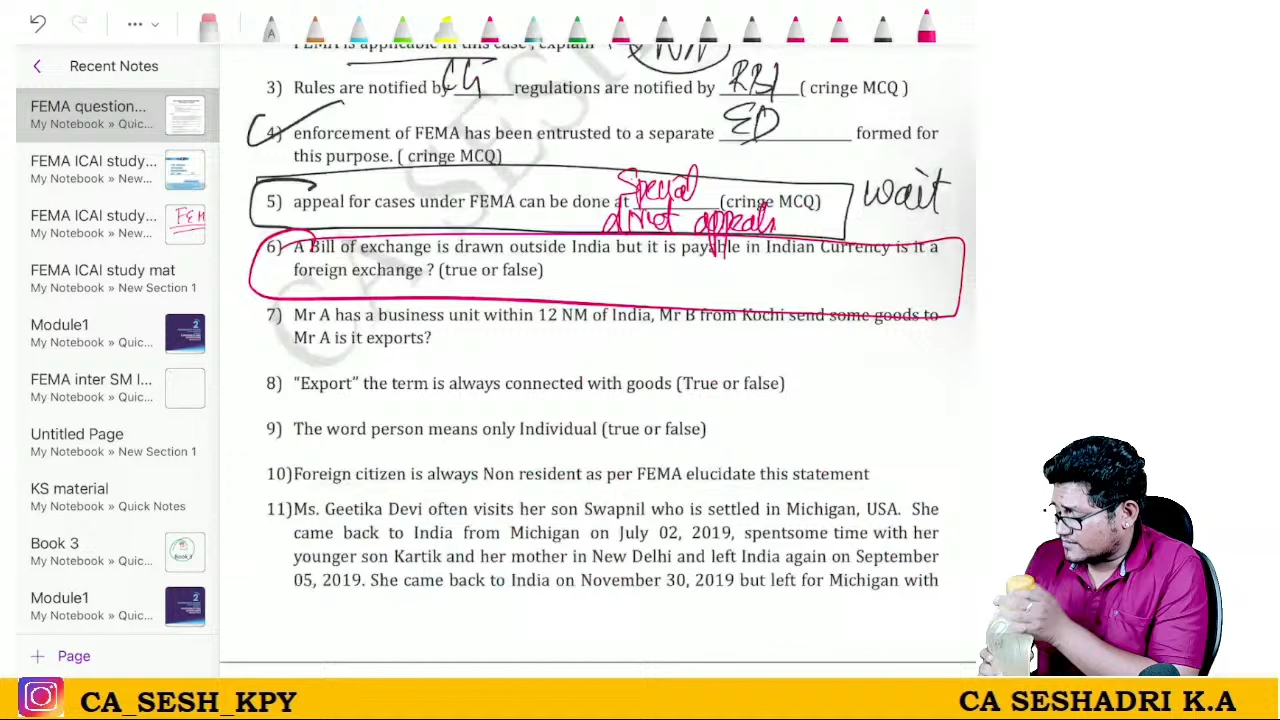 Recent Notes
FEMA question...
My Notebook » Quic...
FEMA ICAI study...
My Notebook » New...
FEMA ICAI study...
My Notebook » New...
FEM
FEMA ICAI study mat
My Notebook » New Section 1
Module1
My Notebook » Quic...
FEMA inter SM I...
My Notebook » Quic...
Untitled Page
My Notebook » New Section 1
KS material
My Notebook » Quick Notes
Book 3
My Notebook » Quic...
Book 3
Module1
My Notebook » Quic...
+ Page
FEMA is applicable in this case, explain
3) Rules are notified by CG regulations are notified by RBI ( cringe MCQ )
4) enforcement of FEMA has been entrusted to a separate ED formed for
this purpose. ( cringe MCQ)
Special
5) appeal for cases under FEMA can be done at ________ (cringe MCQ) wait
direct appeals
6) A Bill of exchange is drawn outside India but it is payable in Indian Currency is it a
foreign exchange ? (true or false)
7) Mr A has a business unit within 12 NM of India, Mr B from Kochi send some goods to
Mr A is it exports?
8) “Export” the term is always connected with goods (True or false)
9) The word person means only Individual (true or false)
10)Foreign citizen is always Non resident as per FEMA elucidate this statement
11)Ms. Geetika Devi often visits her son Swapnil who is settled in Michigan, USA. She
came back to India from Michigan on July 02, 2019, spentsome time with her
younger son Kartik and her mother in New Delhi and left India again on September
05, 2019. She came back to India on November 30, 2019 but left for Michigan with
CA_SESH_KPY
CA SESHADRI K.A